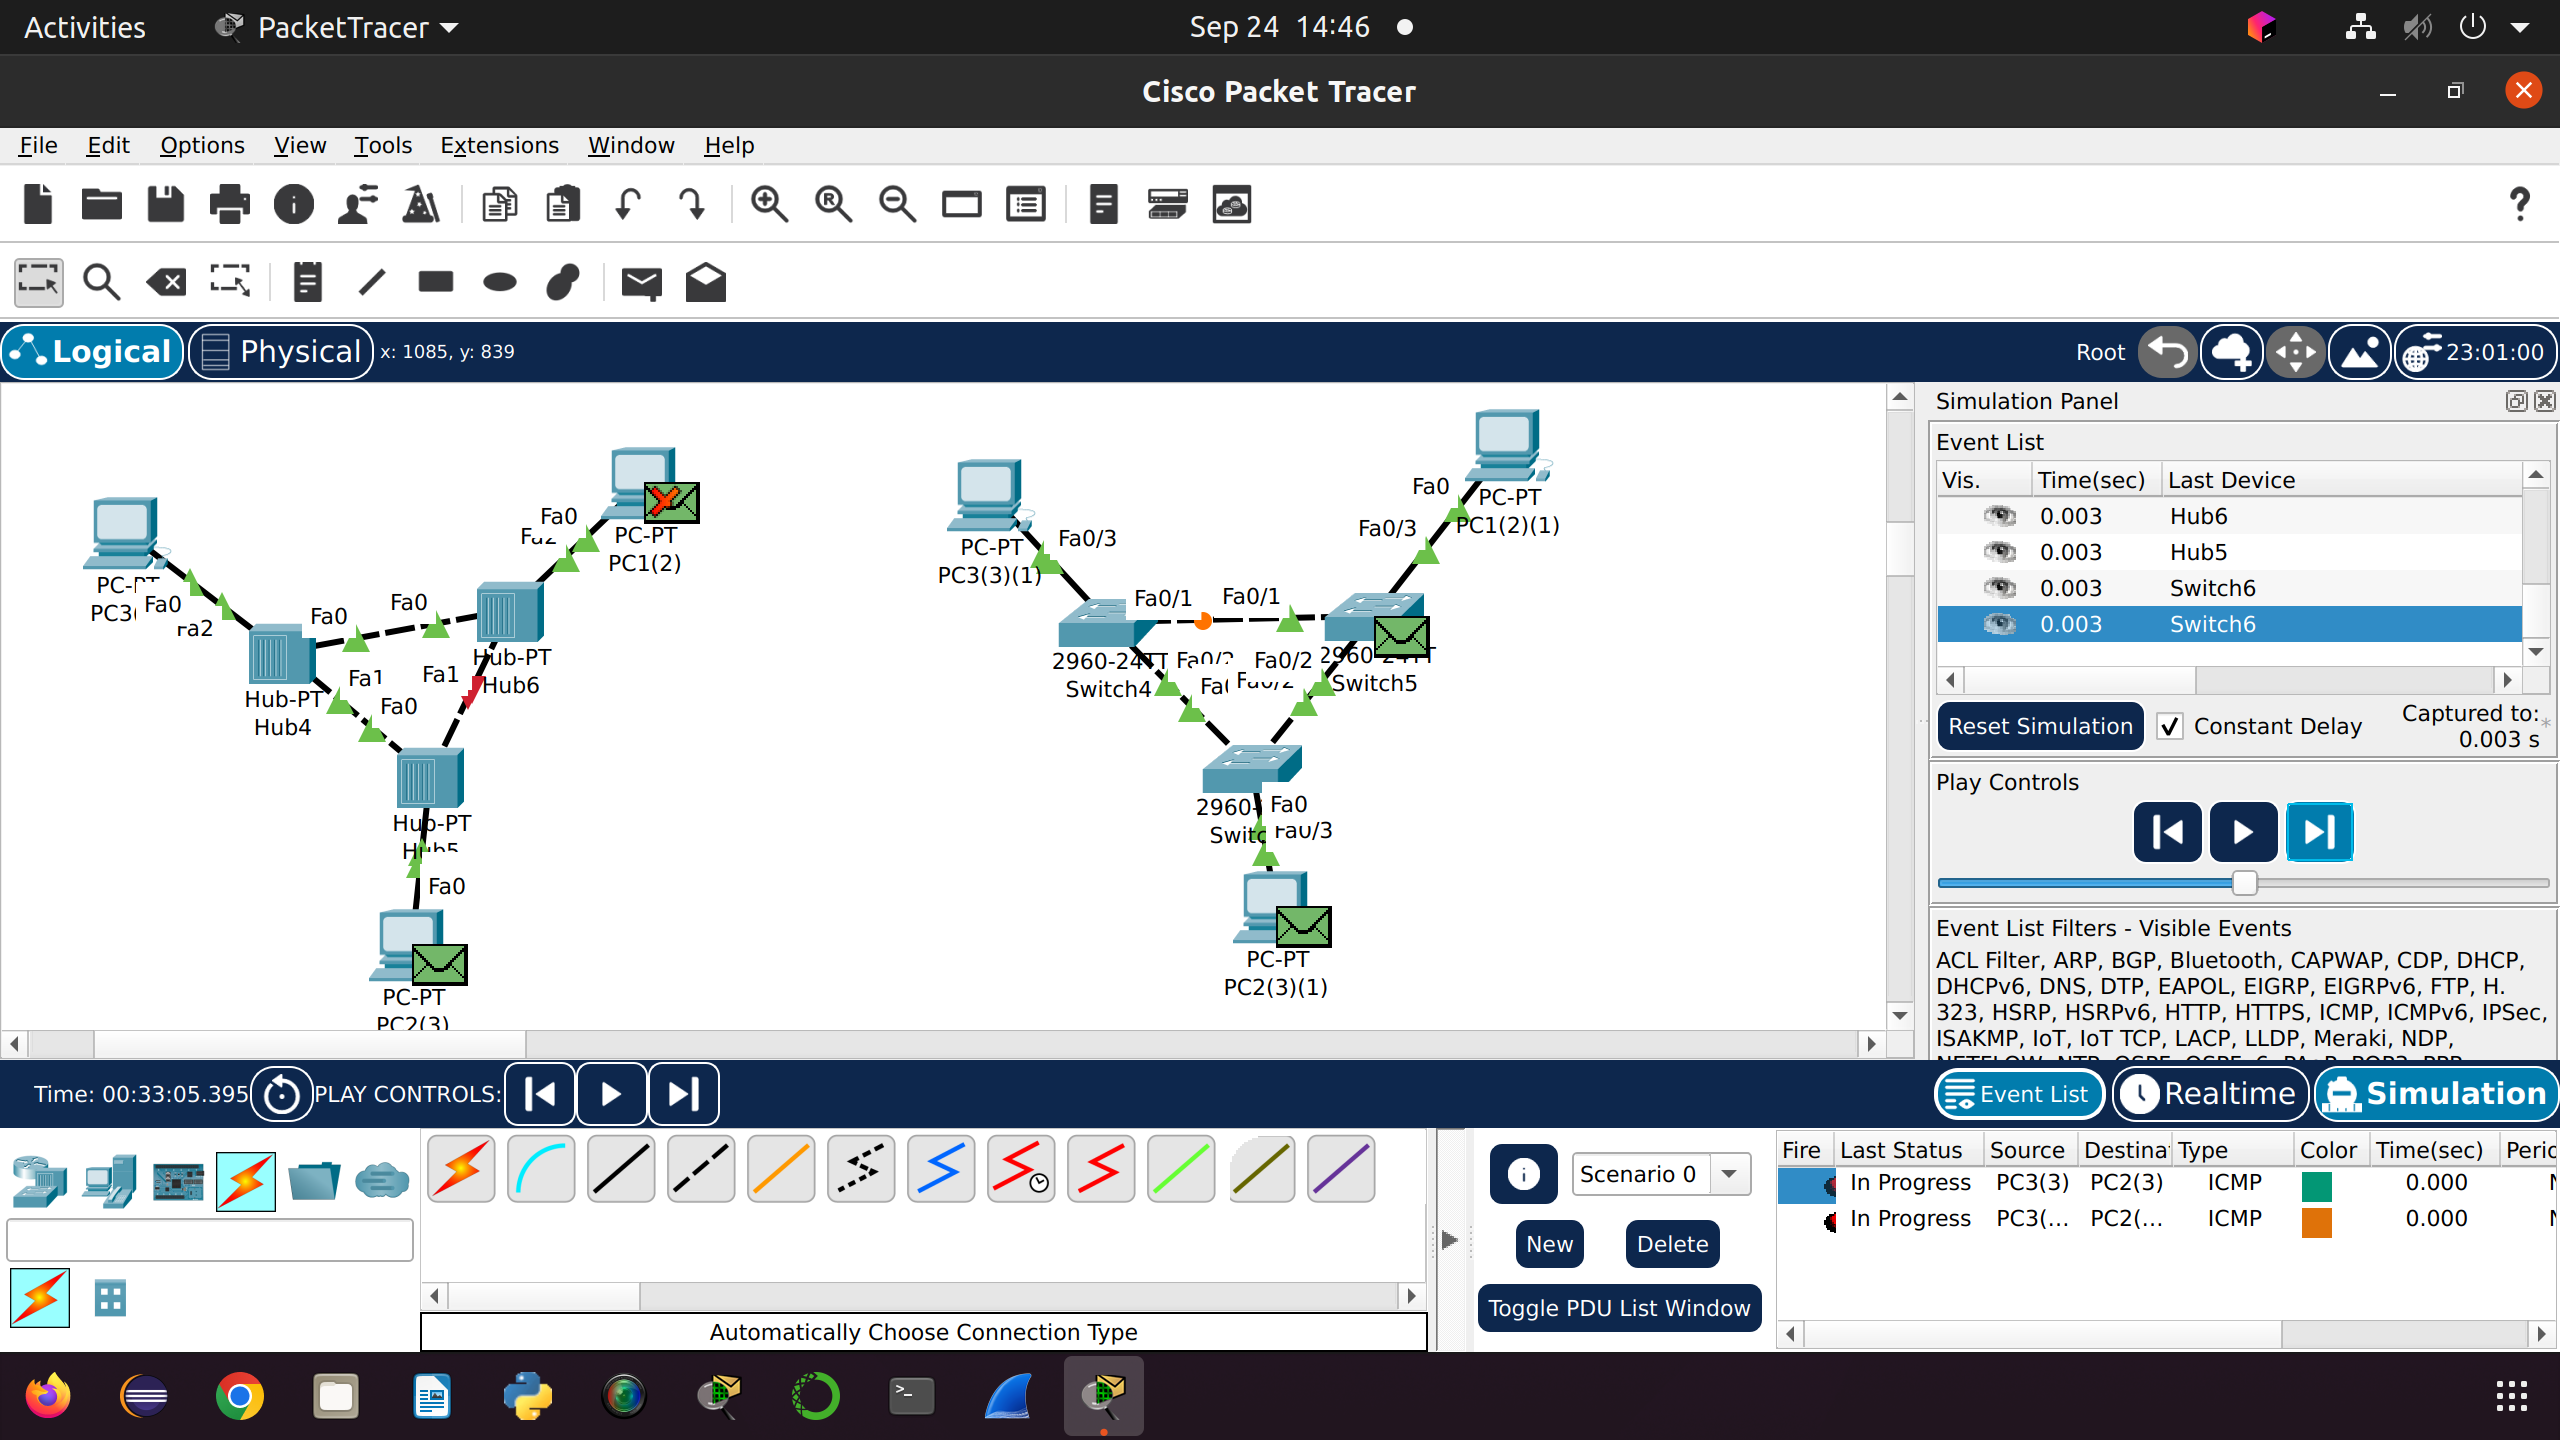 Activities
PacketTracer
Sep 24 14:46
Cisco Packet Tracer
File Edit Options View Tools Extensions Window Help
Logical
Physical
x: 1085, y: 839
Root
23:01:00
PC-PT
PC3(
Fa0
Fa2
Hub-PT
Hub4
Fa0
Fa1
Fa0
Fa0
Fa1
Hub-PT
Hub6
Fa0
Fa2
PC-PT
PC1(2)
Hub-PT
Hub5
Fa0
PC-PT
PC2(3)
PC-PT
PC3(3)(1)
Fa0/3
2960-24TT
Switch4
Fa0/1
Fa0/1
Fa0/2
Fa0/2
Fa0/2
2960-24TT
Switch5
Fa0/3
Fa0
PC-PT
PC1(2)(1)
2960-
Switc
Fa0
Fa0/3
PC-PT
PC2(3)(1)
Simulation Panel
Event List
Vis. Time(sec) Last Device
0.003 Hub6
0.003 Hub5
0.003 Switch6
0.003 Switch6
Reset Simulation
Constant Delay
Captured to:
0.003 s
Play Controls
Event List Filters - Visible Events
ACL Filter, ARP, BGP, Bluetooth, CAPWAP, CDP, DHCP,
DHCPv6, DNS, DTP, EAPOL, EIGRP, EIGRPv6, FTP, H.
323, HSRP, HSRPv6, HTTP, HTTPS, ICMP, ICMPv6, IPSec,
ISAKMP, IoT, IoT TCP, LACP, LLDP, Meraki, NDP,
Time: 00:33:05.395
PLAY CONTROLS:
Event List
Realtime
Simulation
Scenario 0
New
Delete
Toggle PDU List Window
Fire Last Status Source Destina Type Color Time(sec) Peric
In Progress PC3(3) PC2(3) ICMP 0.000
In Progress PC3(... PC2(... ICMP 0.000
Automatically Choose Connection Type